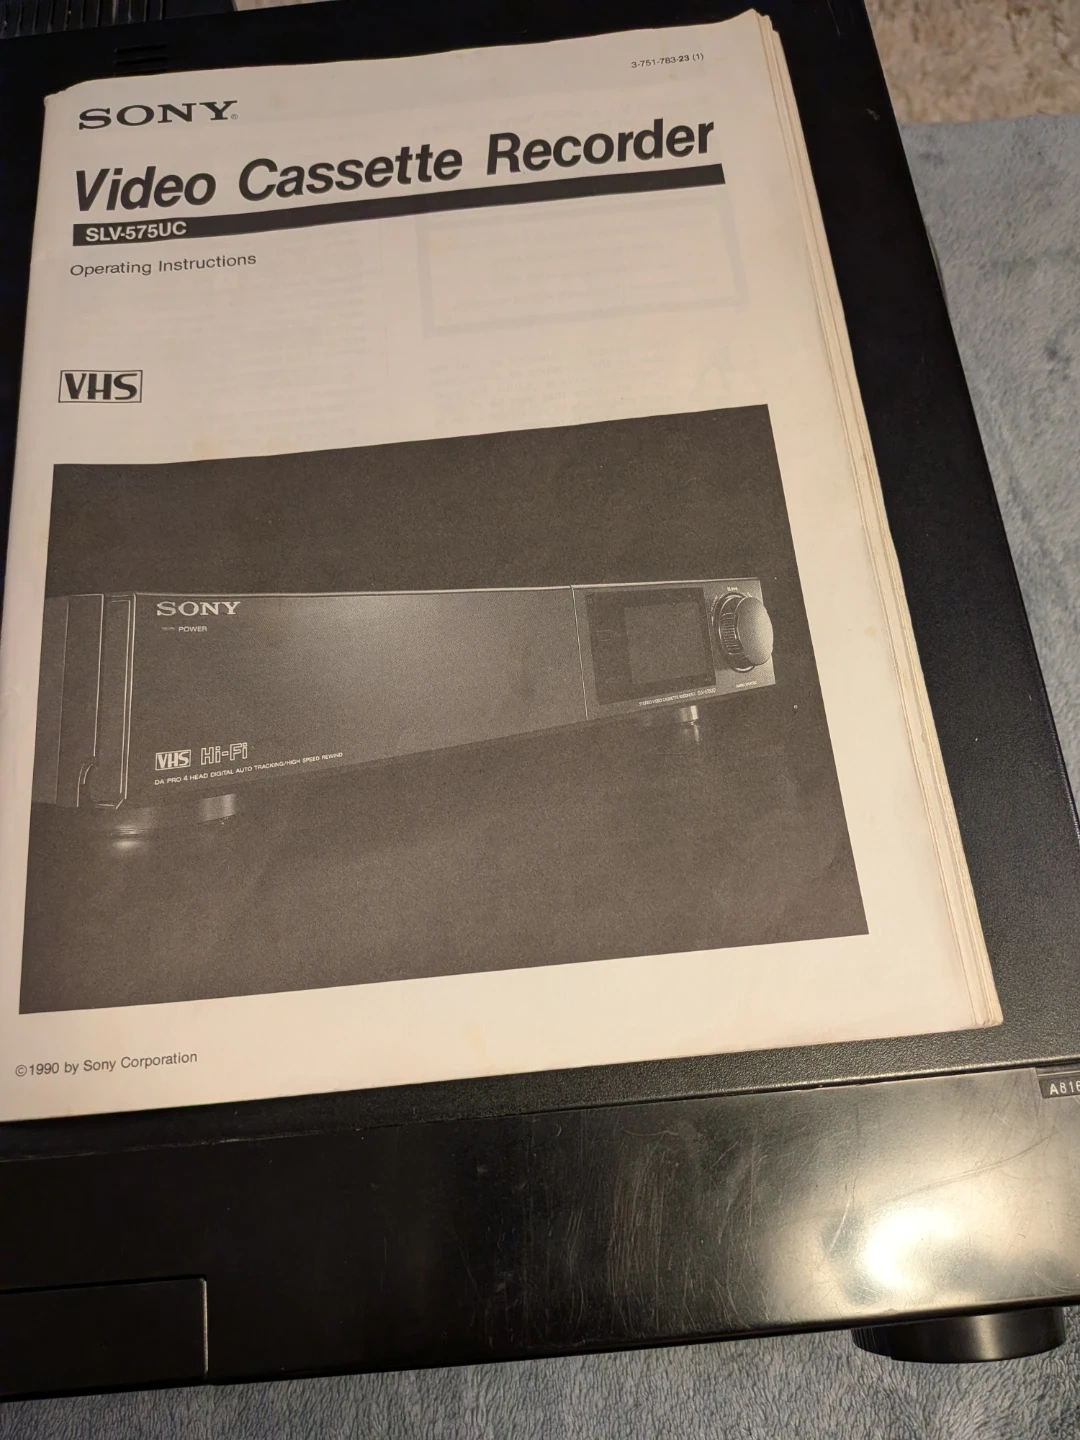 3-751-783-23 (1)
SONY®
Video Cassette Recorder
SLV-575UC
Operating Instructions
VHS
SONY
POWER
VHS Hi-Fi
DA PRO 4 HEAD DIGITAL AUTO TRACKING/HIGH SPEED REWIND
©1990 by Sony Corporation
A816